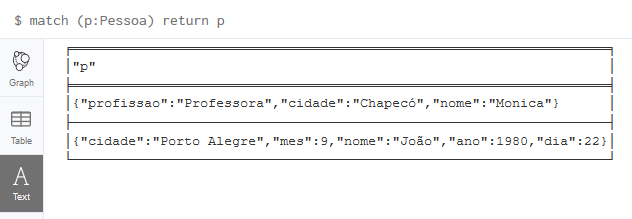 $ match (p:Pessoa) return p
Graph
Table
Text
"p"
{"profissao":"Professora","cidade":"Chapecó","nome":"Monica"}
{"cidade":"Porto Alegre","mes":9,"nome":"João","ano":1980,"dia":22}